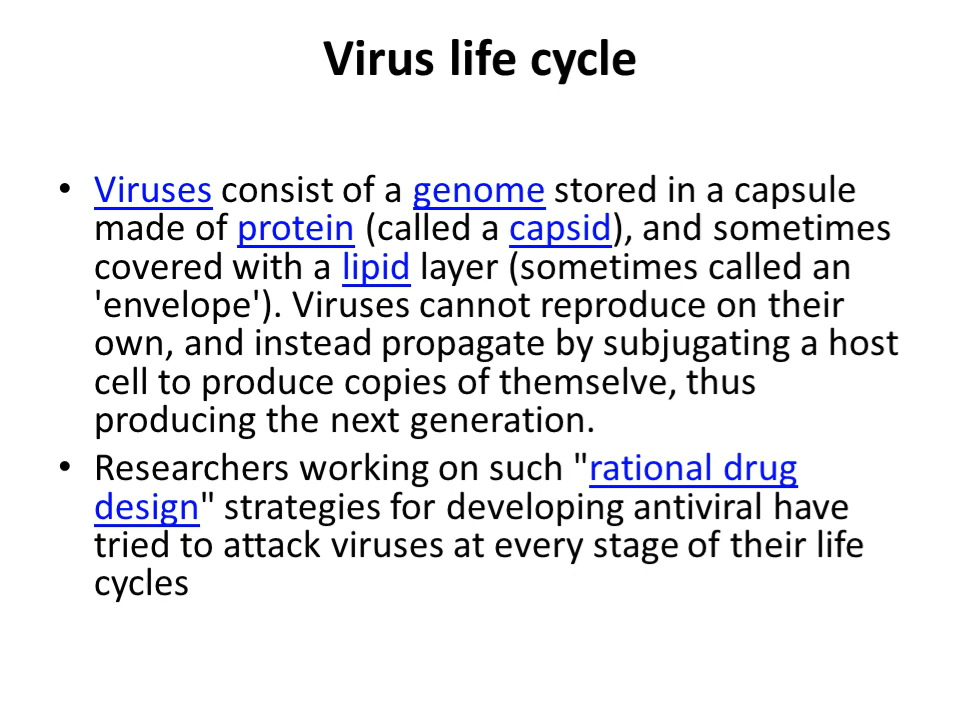 Virus life cycle
• Viruses consist of a genome stored in a capsule
made of protein (called a capsid), and sometimes
covered with a lipid layer (sometimes called an
'envelope'). Viruses cannot reproduce on their
own, and instead propagate by subjugating a host
cell to produce copies of themselve, thus
producing the next generation.
• Researchers working on such "rational drug
design" strategies for developing antiviral have
tried to attack viruses at every stage of their life
cycles